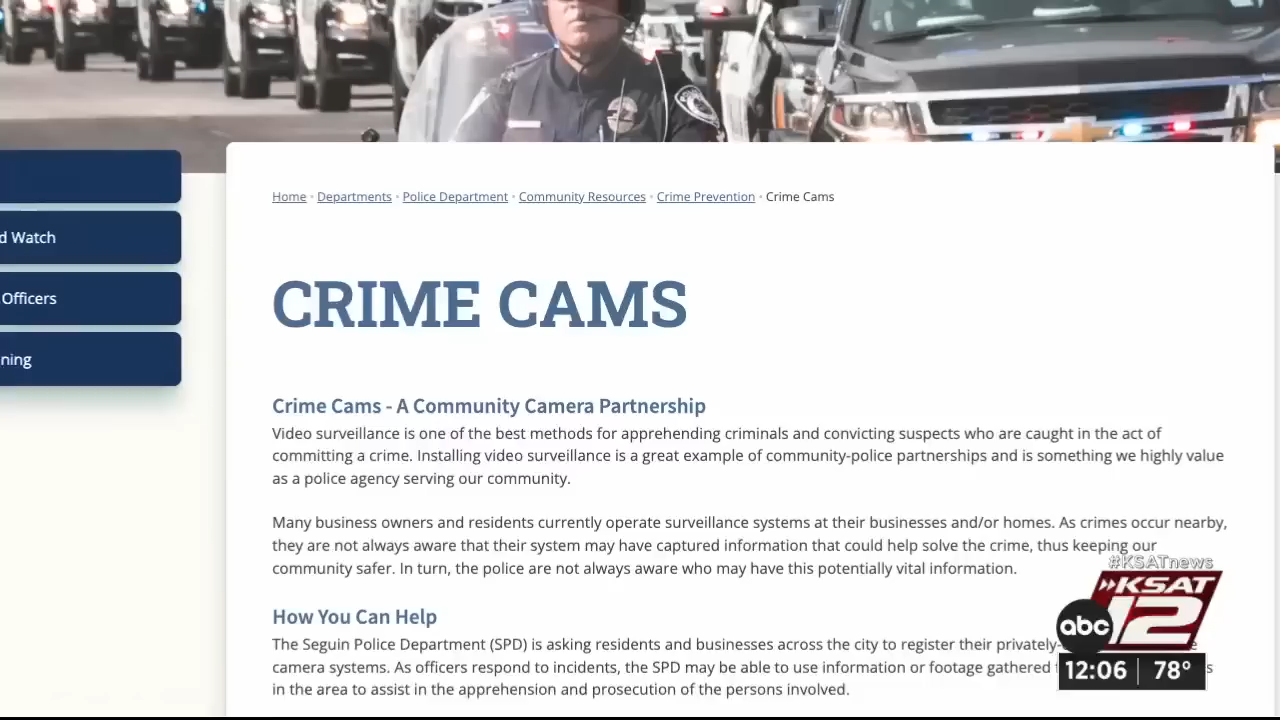 d Watch
Officers
ning
Home • Departments • Police Department • Community Resources • Crime Prevention • Crime Cams
CRIME CAMS
Crime Cams - A Community Camera Partnership
Video surveillance is one of the best methods for apprehending criminals and convicting suspects who are caught in the act of
committing a crime. Installing video surveillance is a great example of community-police partnerships and is something we highly value
as a police agency serving our community.
Many business owners and residents currently operate surveillance systems at their businesses and/or homes. As crimes occur nearby,
they are not always aware that their system may have captured information that could help solve the crime, thus keeping our
community safer. In turn, the police are not always aware who may have this potentially vital information.
How You Can Help
The Seguin Police Department (SPD) is asking residents and businesses across the city to register their privately-
camera systems. As officers respond to incidents, the SPD may be able to use information or footage gathered
in the area to assist in the apprehension and prosecution of the persons involved.
#KSATnews
KSAT
abc 12
12:06 78°